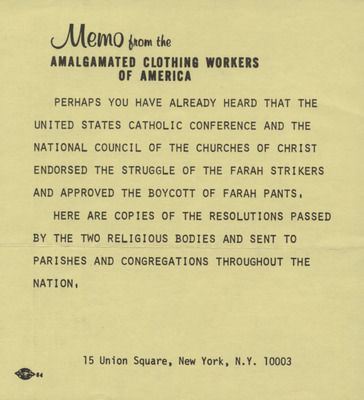 Memo from the
AMALGAMATED CLOTHING WORKERS
OF AMERICA
PERHAPS YOU HAVE ALREADY HEARD THAT THE
UNITED STATES CATHOLIC CONFERENCE AND THE
NATIONAL COUNCIL OF THE CHURCHES OF CHRIST
ENDORSED THE STRUGGLE OF THE FARAH STRIKERS
AND APPROVED THE BOYCOTT OF FARAH PANTS.
HERE ARE COPIES OF THE RESOLUTIONS PASSED
BY THE TWO RELIGIOUS BODIES AND SENT TO
PARISHES AND CONGREGATIONS THROUGHOUT THE
NATION.
15 Union Square, New York, N.Y. 10003